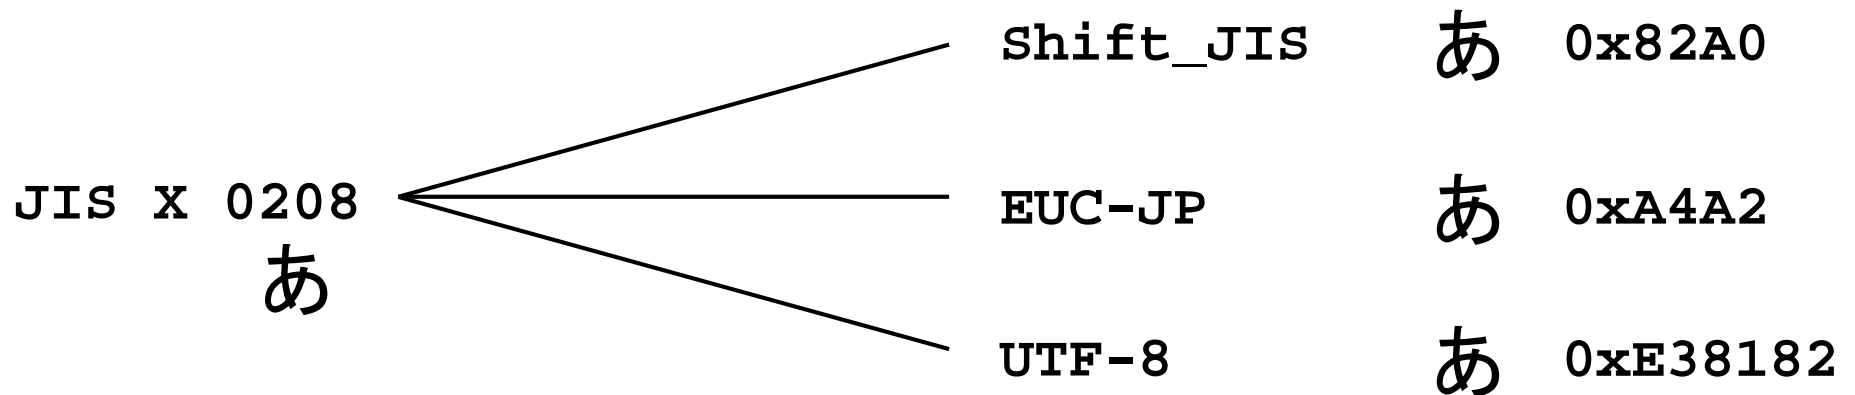 JIS X 0208
あ
Shift_JIS あ 0x82A0
EUC-JP あ 0xA4A2
UTF-8 あ 0xE38182